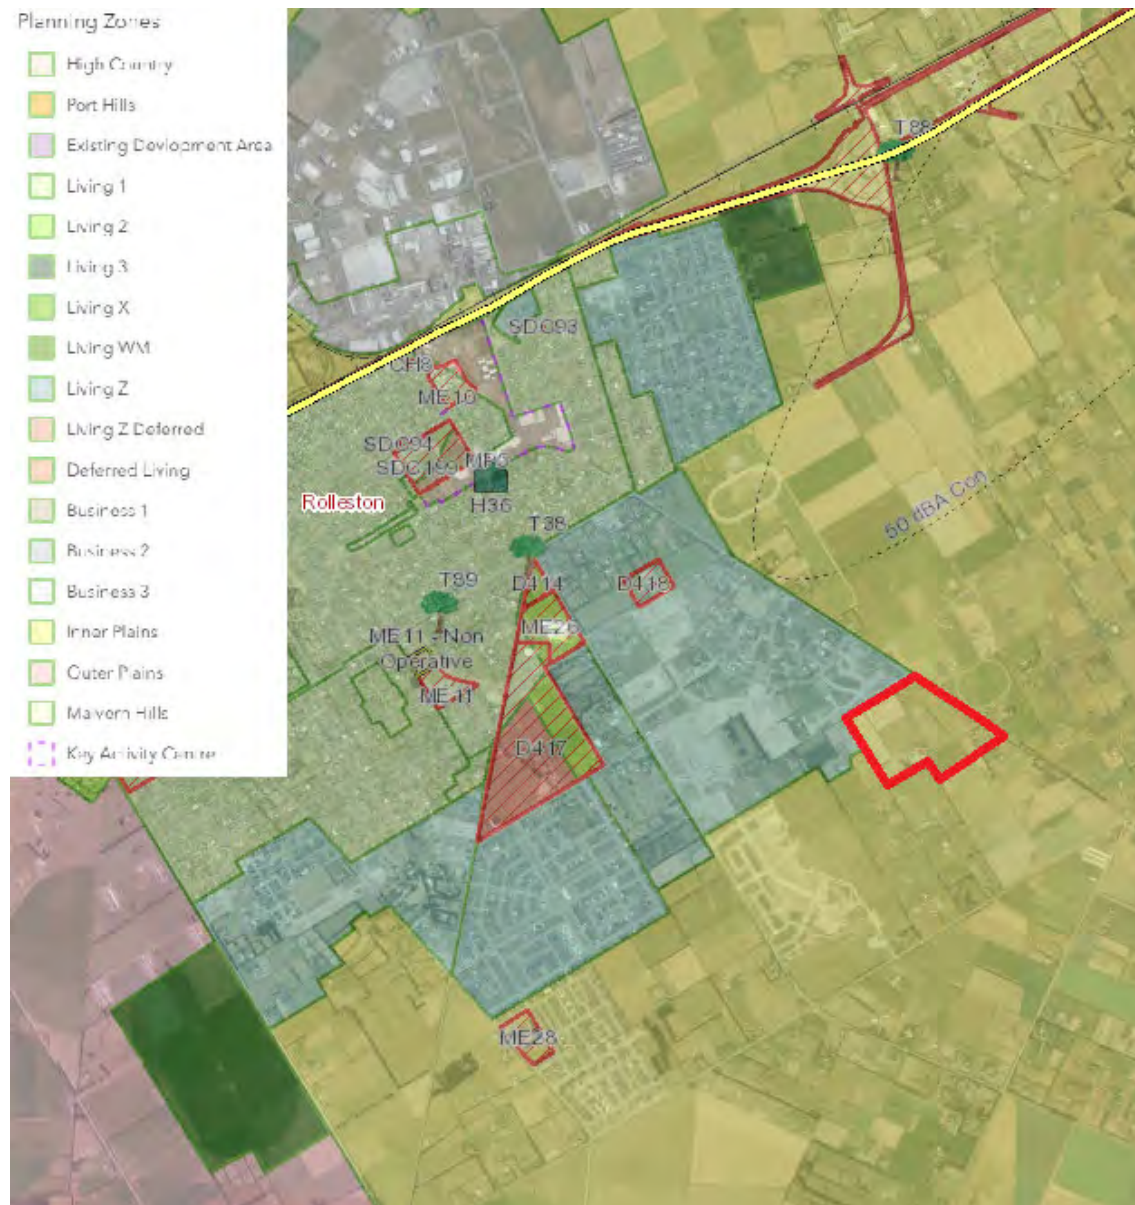 Planning Zones
High Country
Port Hills
Existing Devlopment Area
Living 1
Living 2
Living 3
Living X
Living WM
Living Z
Living Z Deferred
Deferred Living
Business 1
Business 2
Business 3
Inner Plains
Outer Plains
Malvern Hills
Key Activity Centre
T88
SDC93
CH8
ME10
SDC94
MP5
SDC199
H36
Rolleston
T38
50 dBA Con
T89
D414
D418
ME26
ME11 - Non
Operative
ME11
D417
ME28